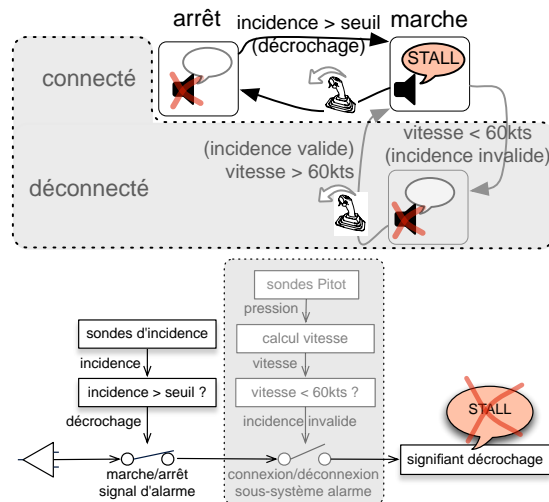 arrêt
incidence > seuil
(décrochage)
marche
STALL
connecté
vitesse < 60kts
(incidence invalide)
(incidence valide)
vitesse > 60kts
déconnecté
sondes Pitot
pression
sondes d'incidence
calcul vitesse
incidence
vitesse
incidence > seuil ?
vitesse < 60kts ?
STALL
décrochage
incidence invalide
signifiant décrochage
marche/arrêt
signal d'alarme
connexion/déconnexion
sous-système alarme